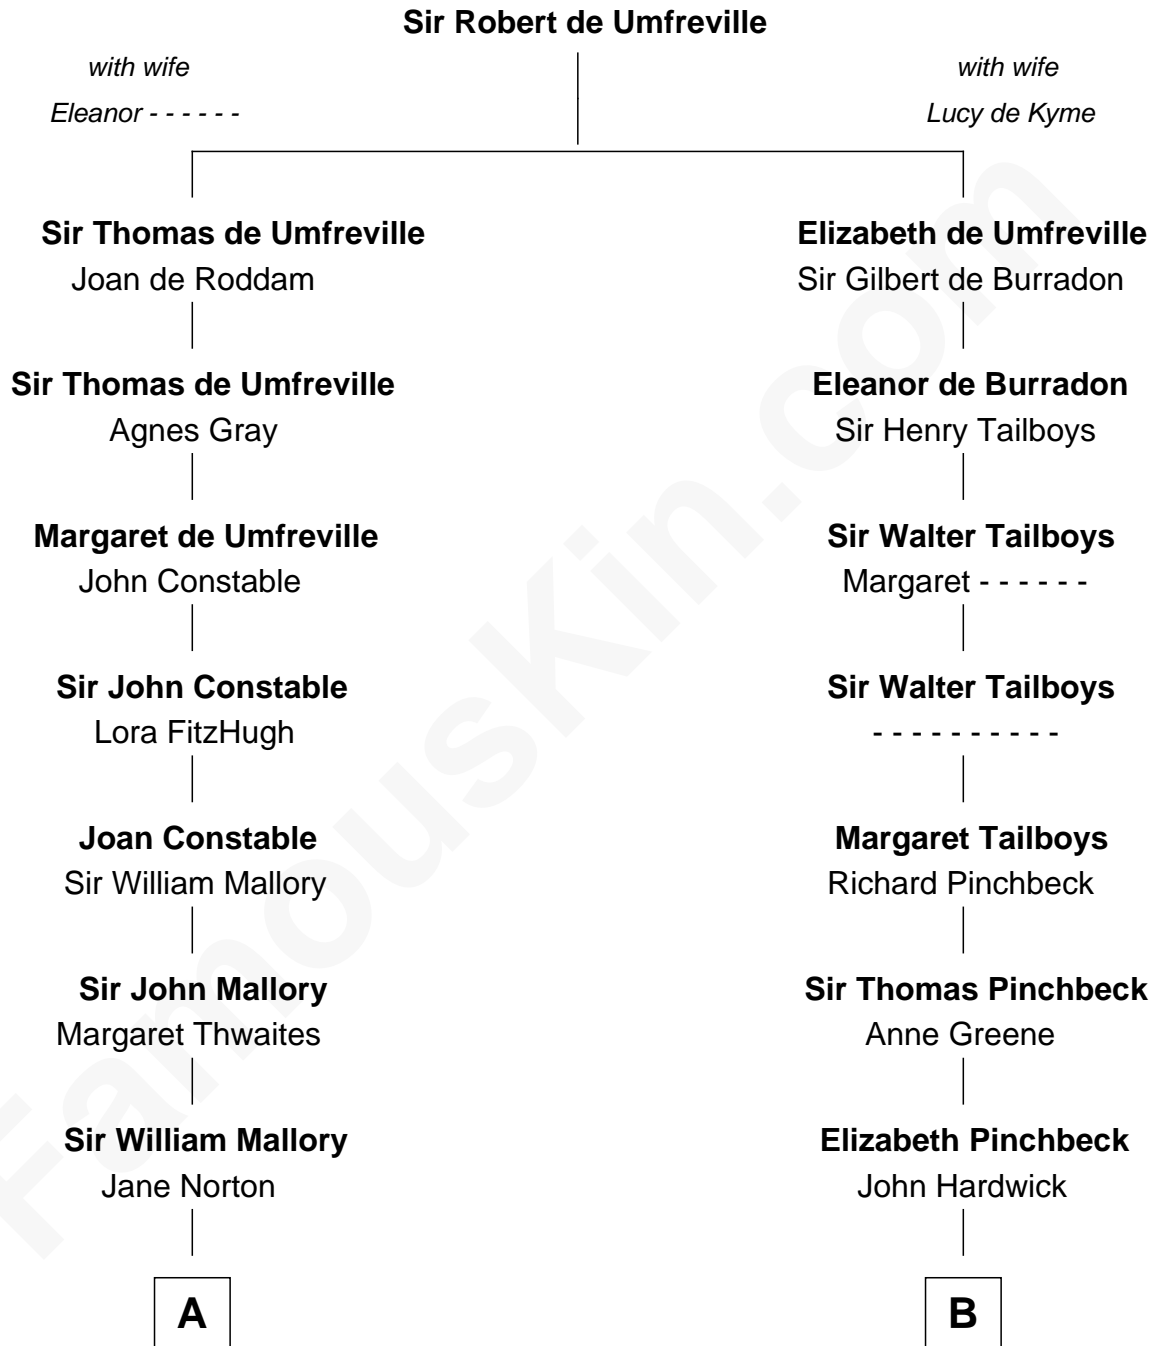 Sir Robert de Umfreville
with wife
Eleanor - - - - - -
with wife
Lucy de Kyme
Sir Thomas de Umfreville
Joan de Roddam
Elizabeth de Umfreville
Sir Gilbert de Burradon
Sir Thomas de Umfreville
Agnes Gray
Eleanor de Burradon
Sir Henry Tailboys
Margaret de Umfreville
John Constable
Sir Walter Tailboys
Margaret - - - - - -
Sir John Constable
Lora FitzHugh
Sir Walter Tailboys
- - - - - - - - - -
Joan Constable
Sir William Mallory
Margaret Tailboys
Richard Pinchbeck
Sir John Mallory
Margaret Thwaites
Sir Thomas Pinchbeck
Anne Greene
Sir William Mallory
Jane Norton
Elizabeth Pinchbeck
John Hardwick
A
B
FamousKin.com